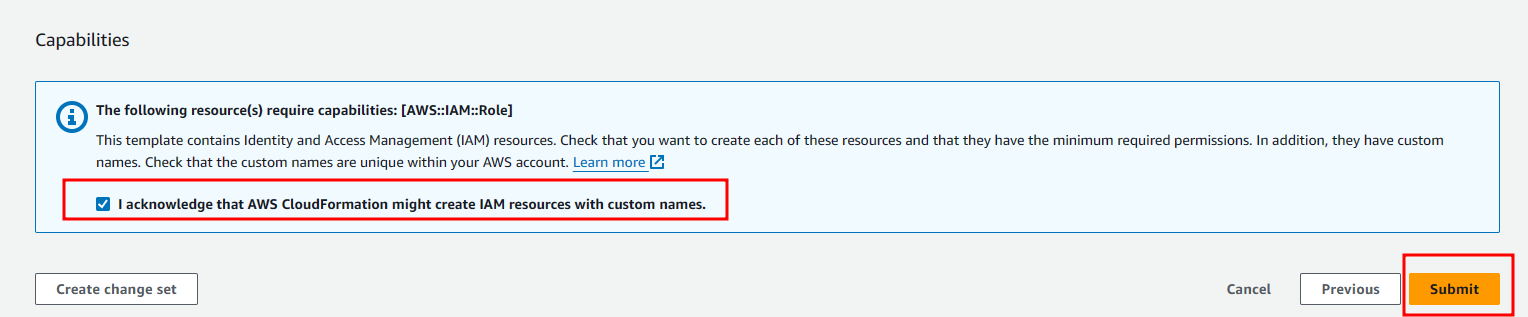 Capabilities
The following resource(s) require capabilities: [AWS::IAM::Role]
This template contains Identity and Access Management (IAM) resources. Check that you want to create each of these resources and that they have the minimum required permissions. In addition, they have custom
names. Check that the custom names are unique within your AWS account. Learn more
I acknowledge that AWS CloudFormation might create IAM resources with custom names.
Create change set Cancel Previous Submit